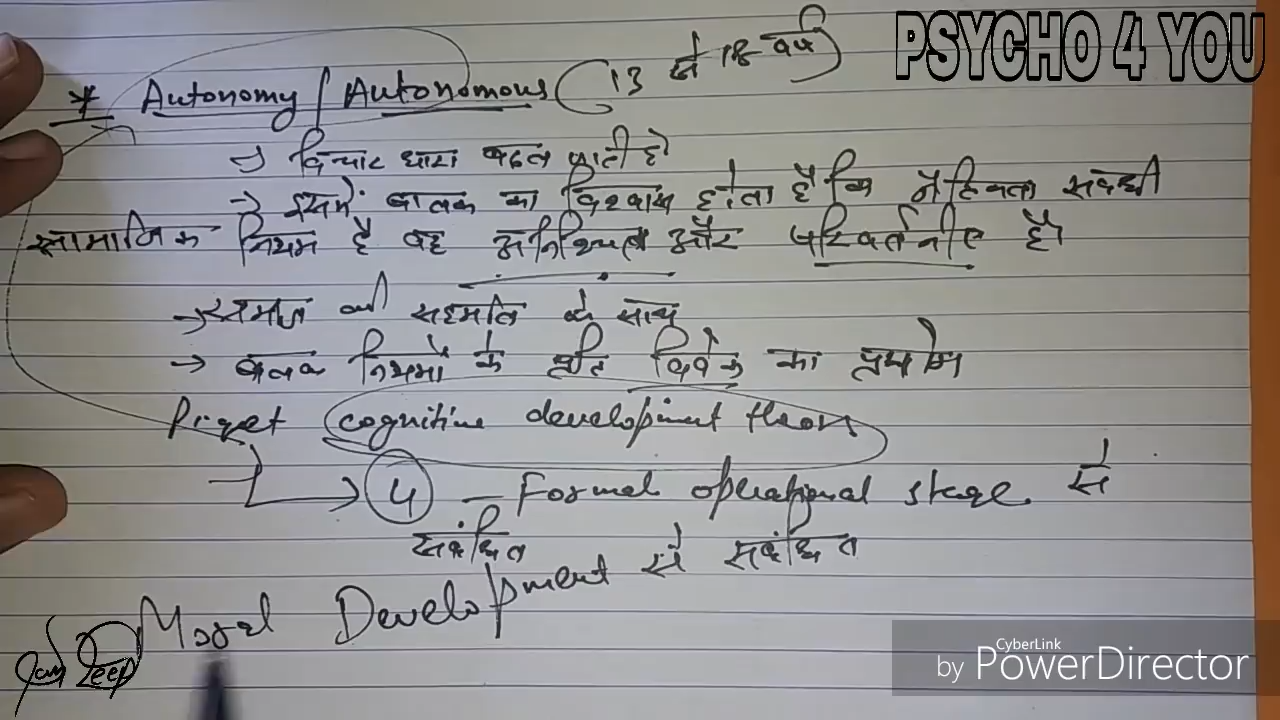 PSYCHO 4 YOU
* Autonomy / Autonomous (13 से 18 वर्ष)
→ विचार धारा बदल जाती है
→ इसमें बालक का विश्वास होता है कि नैतिकता संबंधी
सामाजिक नियम है वह अनिश्चित और परिवर्तनीए है।
→ समाज की सहमति के साथ
→ बालक नियमों के प्रति विवेक का प्रयोग
Piget cognitive development theory
→ 4 - Formal operational stage से
संबंधित
Moral Development से संबंधित
CyberLink
by PowerDirector